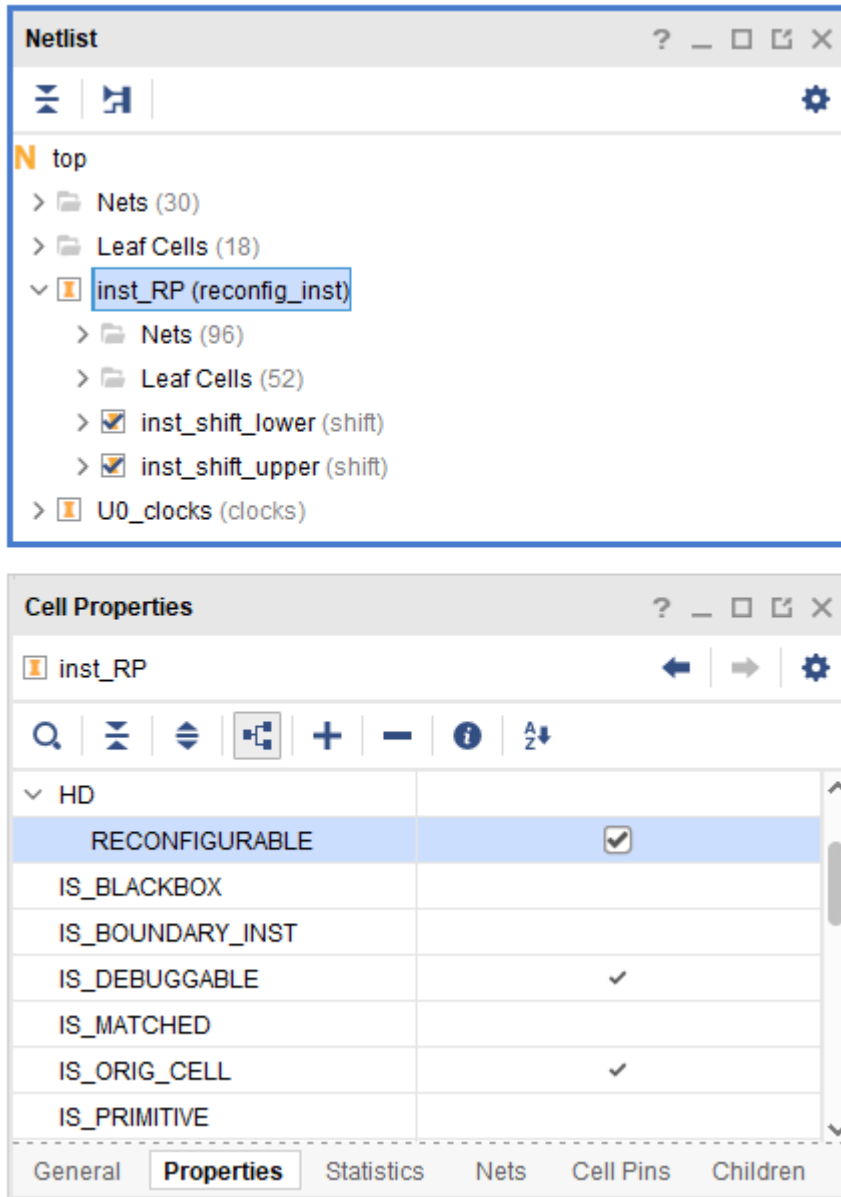 Netlist
N top
Nets (30)
Leaf Cells (18)
inst_RP (reconfig_inst)
Nets (96)
Leaf Cells (52)
inst_shift_lower (shift)
inst_shift_upper (shift)
U0_clocks (clocks)
Cell Properties
inst_RP
HD
RECONFIGURABLE
IS_BLACKBOX
IS_BOUNDARY_INST
IS_DEBUGGABLE
IS_MATCHED
IS_ORIG_CELL
IS_PRIMITIVE
General Properties Statistics Nets Cell Pins Children